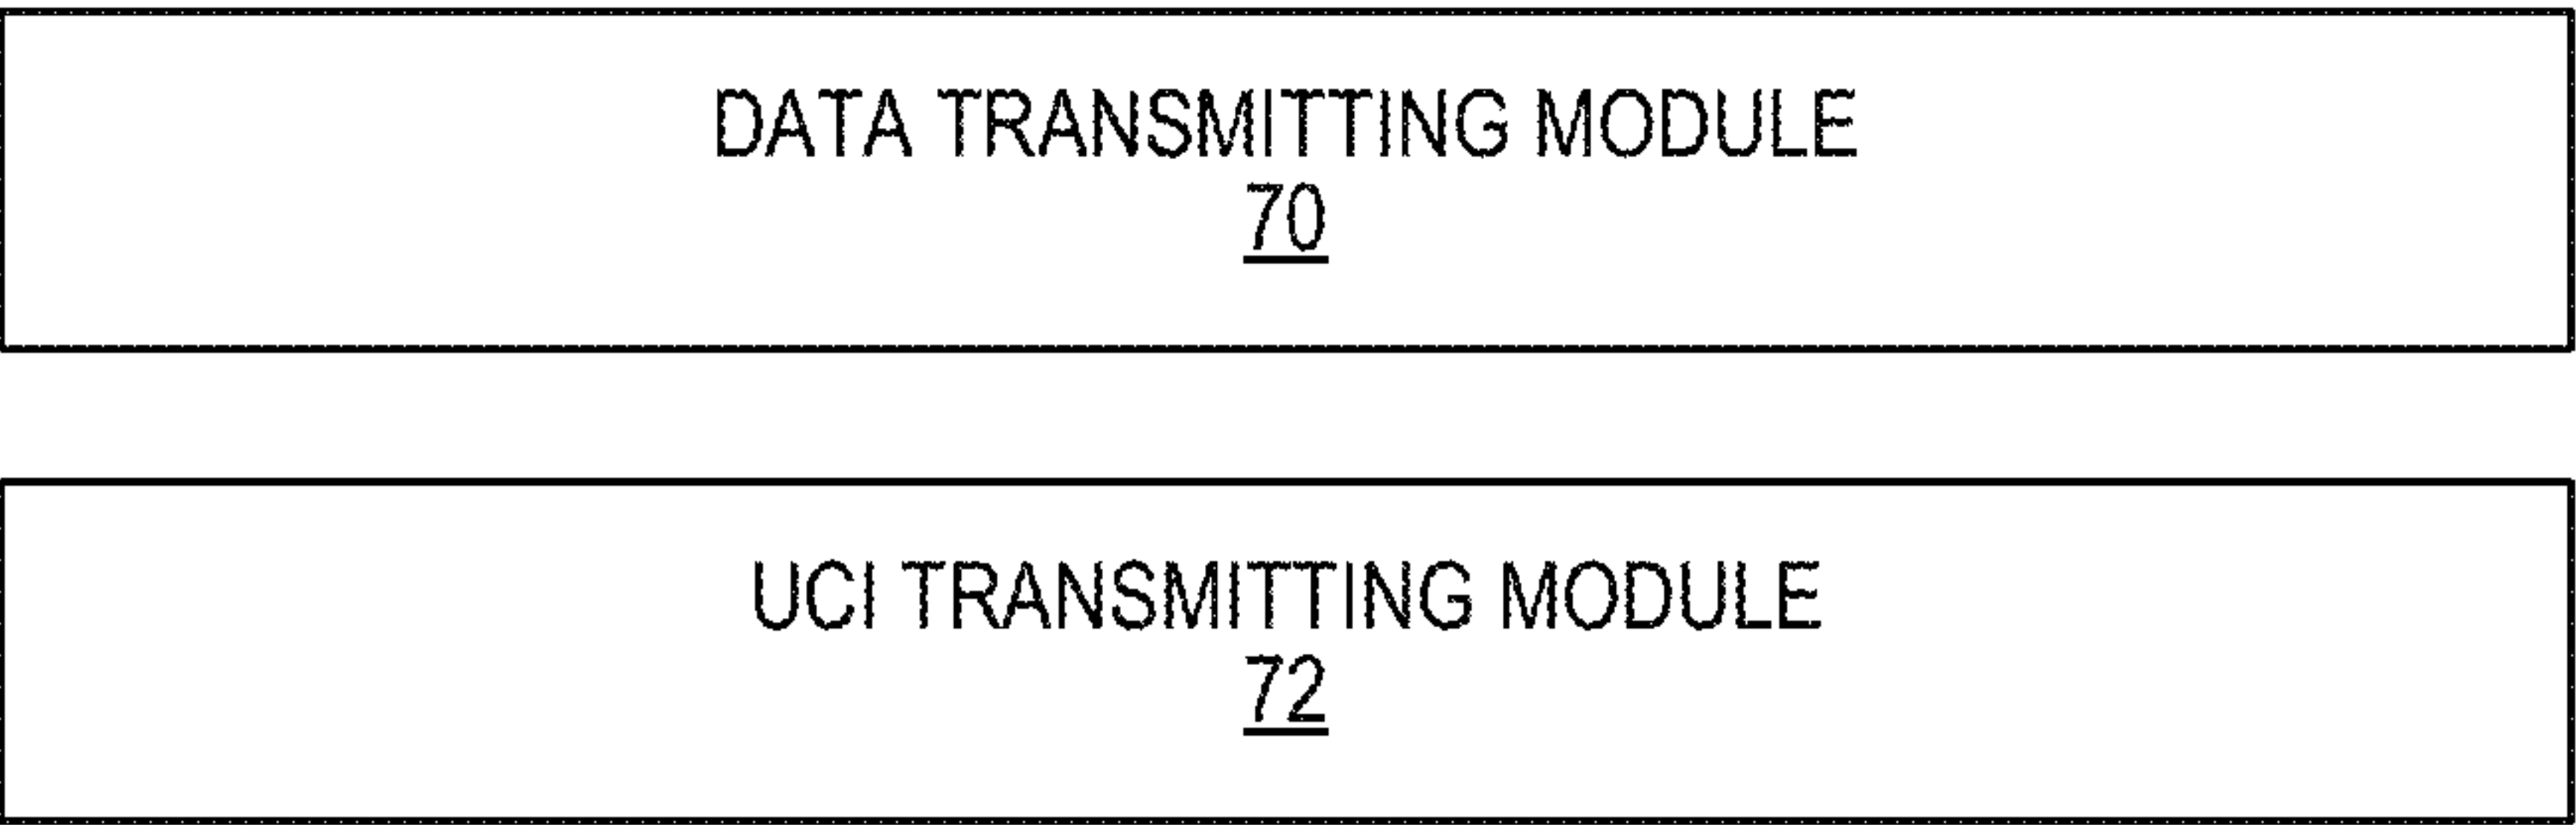 DATA TRANSMITTING MODULE
70
UCI TRANSMITTING MODULE
72